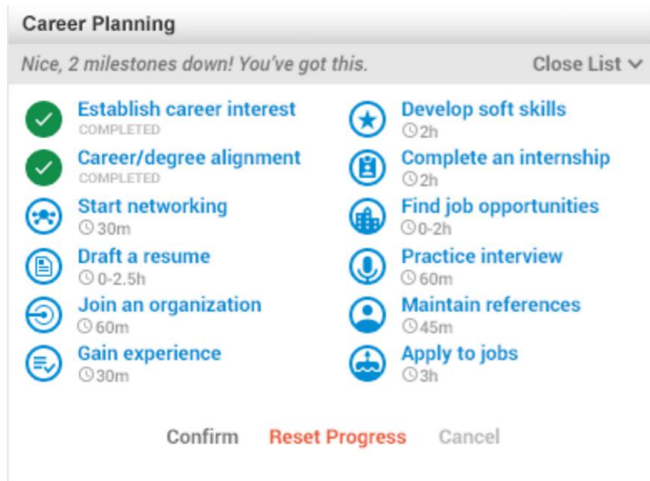 Career Planning
Nice, 2 milestones down! You've got this.
Close List
Establish career interest
COMPLETED
Career/degree alignment
COMPLETED
Start networking
30m
Draft a resume
0-2.5h
Join an organization
60m
Gain experience
30m
Develop soft skills
2h
Complete an internship
2h
Find job opportunities
0-2h
Practice interview
60m
Maintain references
45m
Apply to jobs
3h
Confirm
Reset Progress
Cancel